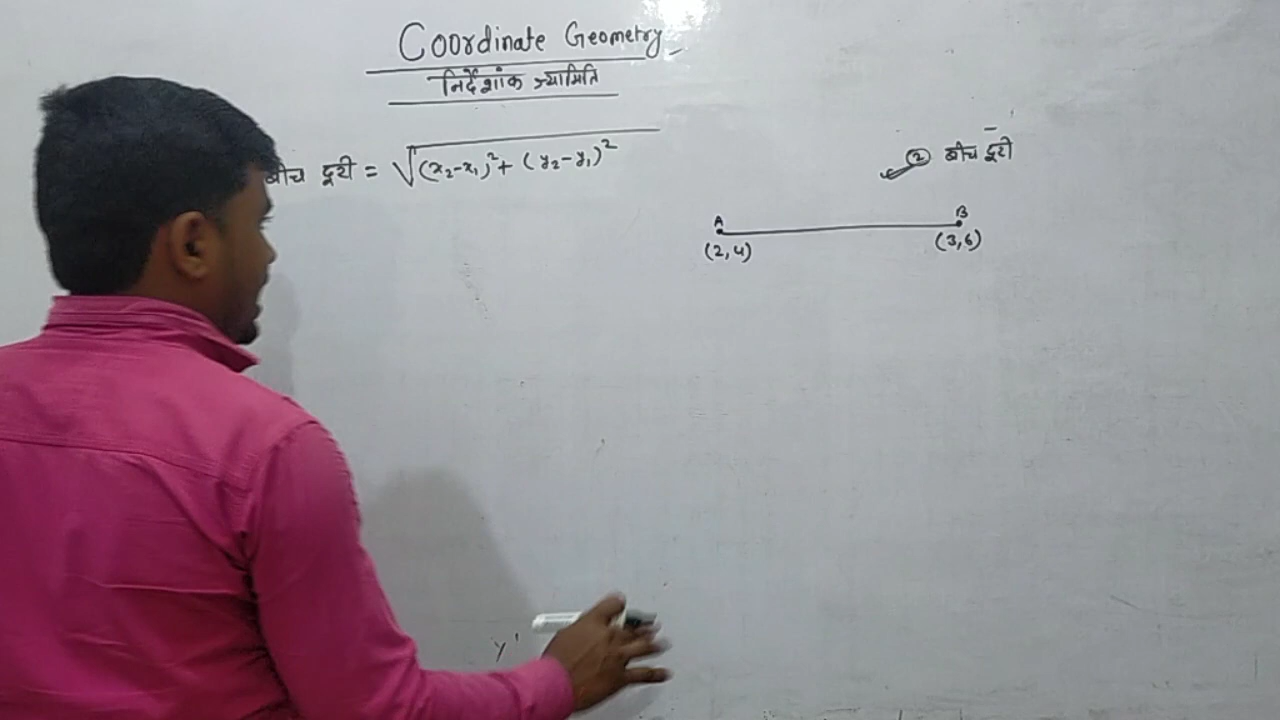 Coordinate Geometry
निर्देशांक ज्यामिति
बीच दूरी = √(x₂-x₁)² + (y₂-y₁)²
② बीच दूरी
A B
(2,4) (3,6)
y'